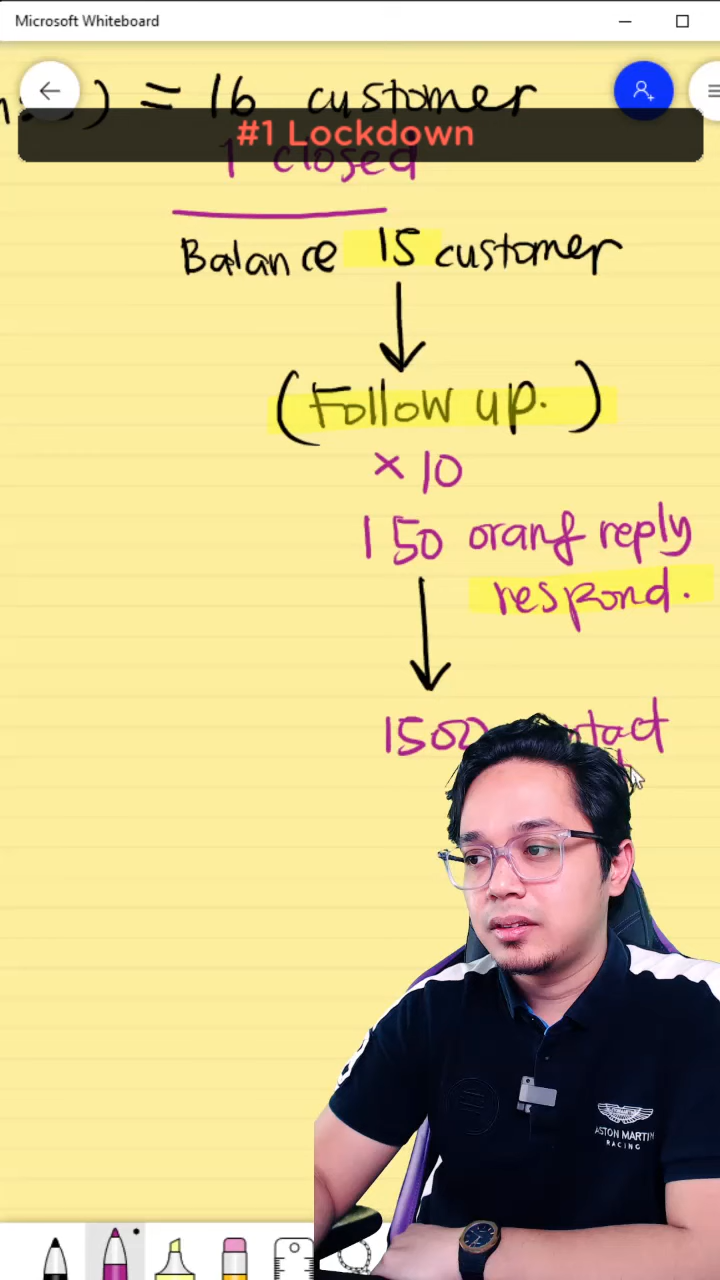 Microsoft Whiteboard
) = 16 customer
#1 Lockdown
1 closed
Balance 15 customer
(Follow up.)
× 10
150 orang reply
respond.
1500
ASTON MARTIN
RACING